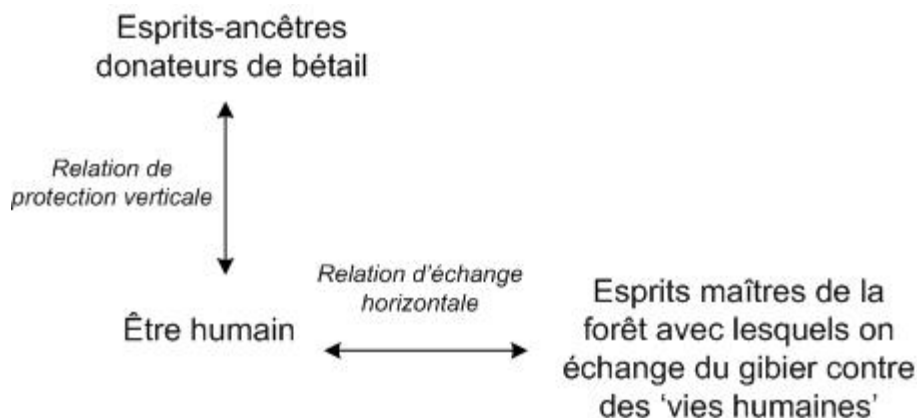 Esprits-ancêtres
donateurs de bétail
Relation de
protection verticale
Relation d'échange
horizontale
Être humain
Esprits maîtres de la
forêt avec lesquels on
échange du gibier contre
des ‘vies humaines’